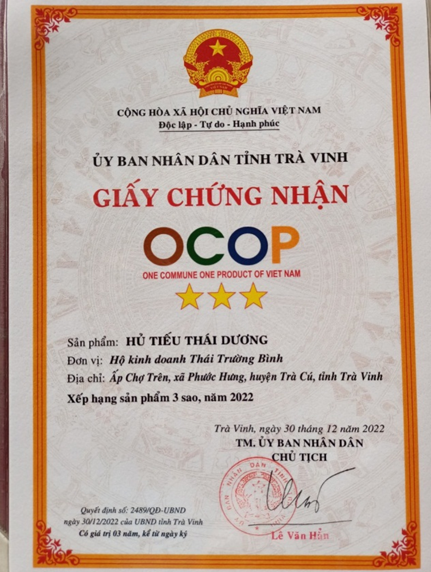 CỘNG HÒA XÃ HỘI CHỦ NGHĨA VIỆT NAM
Độc lập - Tự do - Hạnh phúc
ỦY BAN NHÂN DÂN TỈNH TRÀ VINH
GIẤY CHỨNG NHẬN
OCOP
ONE COMMUNE ONE PRODUCT OF VIET NAM
Sản phẩm: HỦ TIẾU THÁI DƯƠNG
Đơn vị: Hộ kinh doanh Thái Trường Bình
Địa chỉ: Ấp Chợ Trên, xã Phước Hưng, huyện Trà Cú, tỉnh Trà Vinh
Xếp hạng sản phẩm 3 sao, năm 2022
Trà Vinh, ngày 30 tháng 12 năm 2022
TM. ỦY BAN NHÂN DÂN
CHỦ TỊCH
Quyết định số: 2489/QĐ-UBND
ngày 30/12/2022 của UBND tỉnh Trà Vinh
Có giá trị 03 năm, kể từ ngày ký
Lê Văn Hẳn